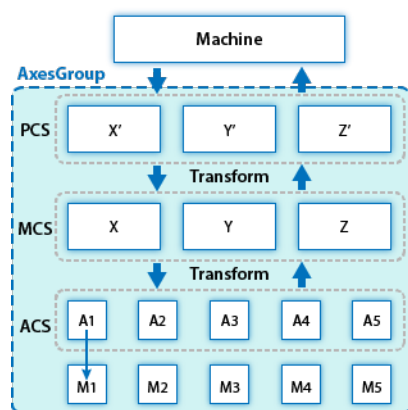 Machine
AxesGroup
PCS X' Y' Z'
Transform
MCS X Y Z
Transform
ACS A1 A2 A3 A4 A5
M1 M2 M3 M4 M5